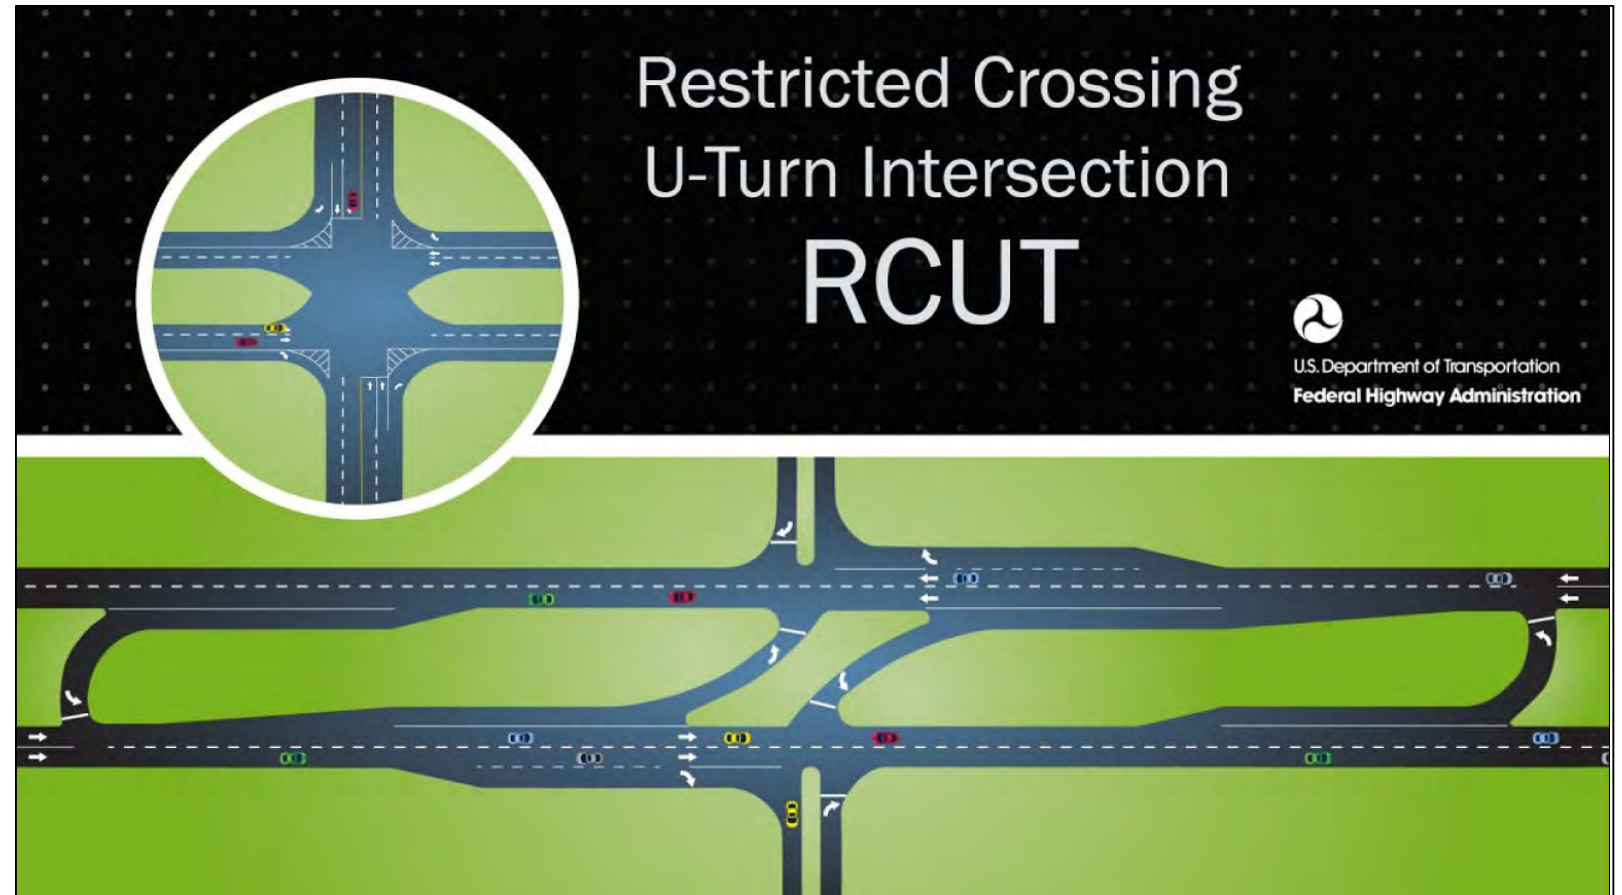 Restricted Crossing
U-Turn Intersection
RCUT
U.S. Department of Transportation
Federal Highway Administration